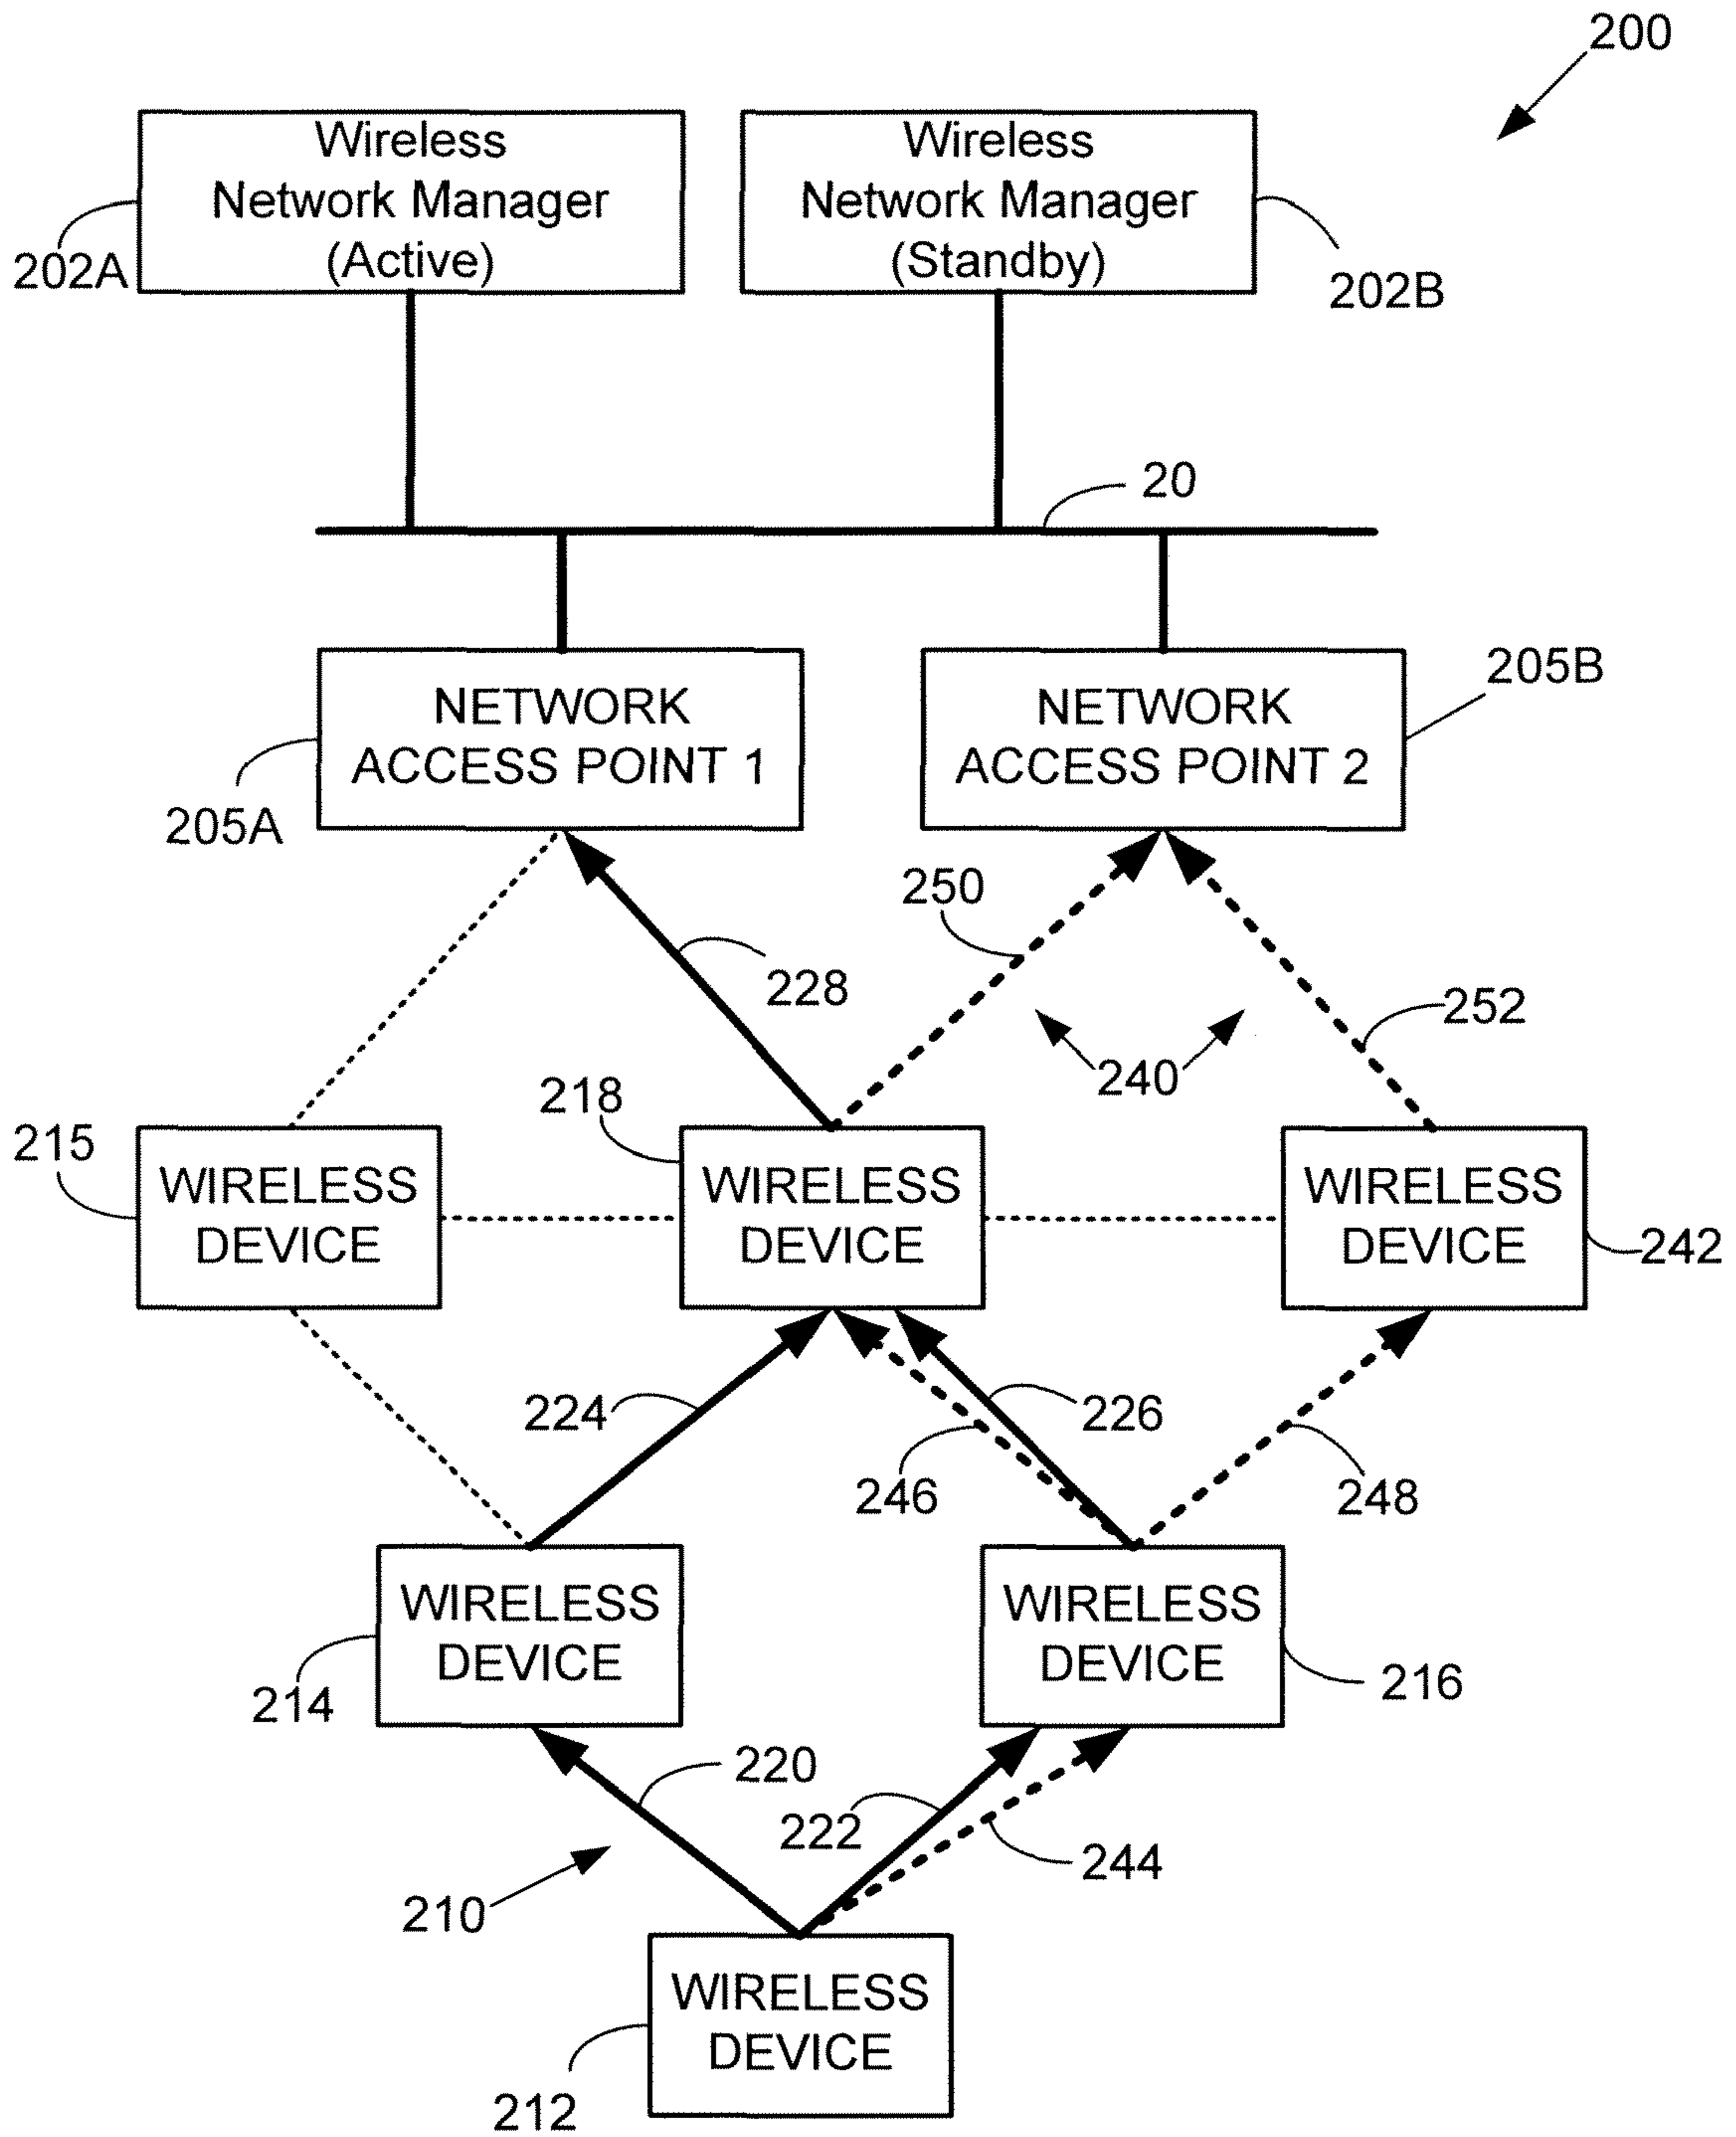 200
Wireless
Network Manager
(Active)
Wireless
Network Manager
(Standby)
202A
202B
20
NETWORK
ACCESS POINT 1
NETWORK
ACCESS POINT 2
205B
205A
250
228
252
240
218
215
WIRELESS
DEVICE
WIRELESS
DEVICE
WIRELESS
DEVICE
242
224
226
246
248
WIRELESS
DEVICE
WIRELESS
DEVICE
214
216
220
222
244
210
WIRELESS
DEVICE
212